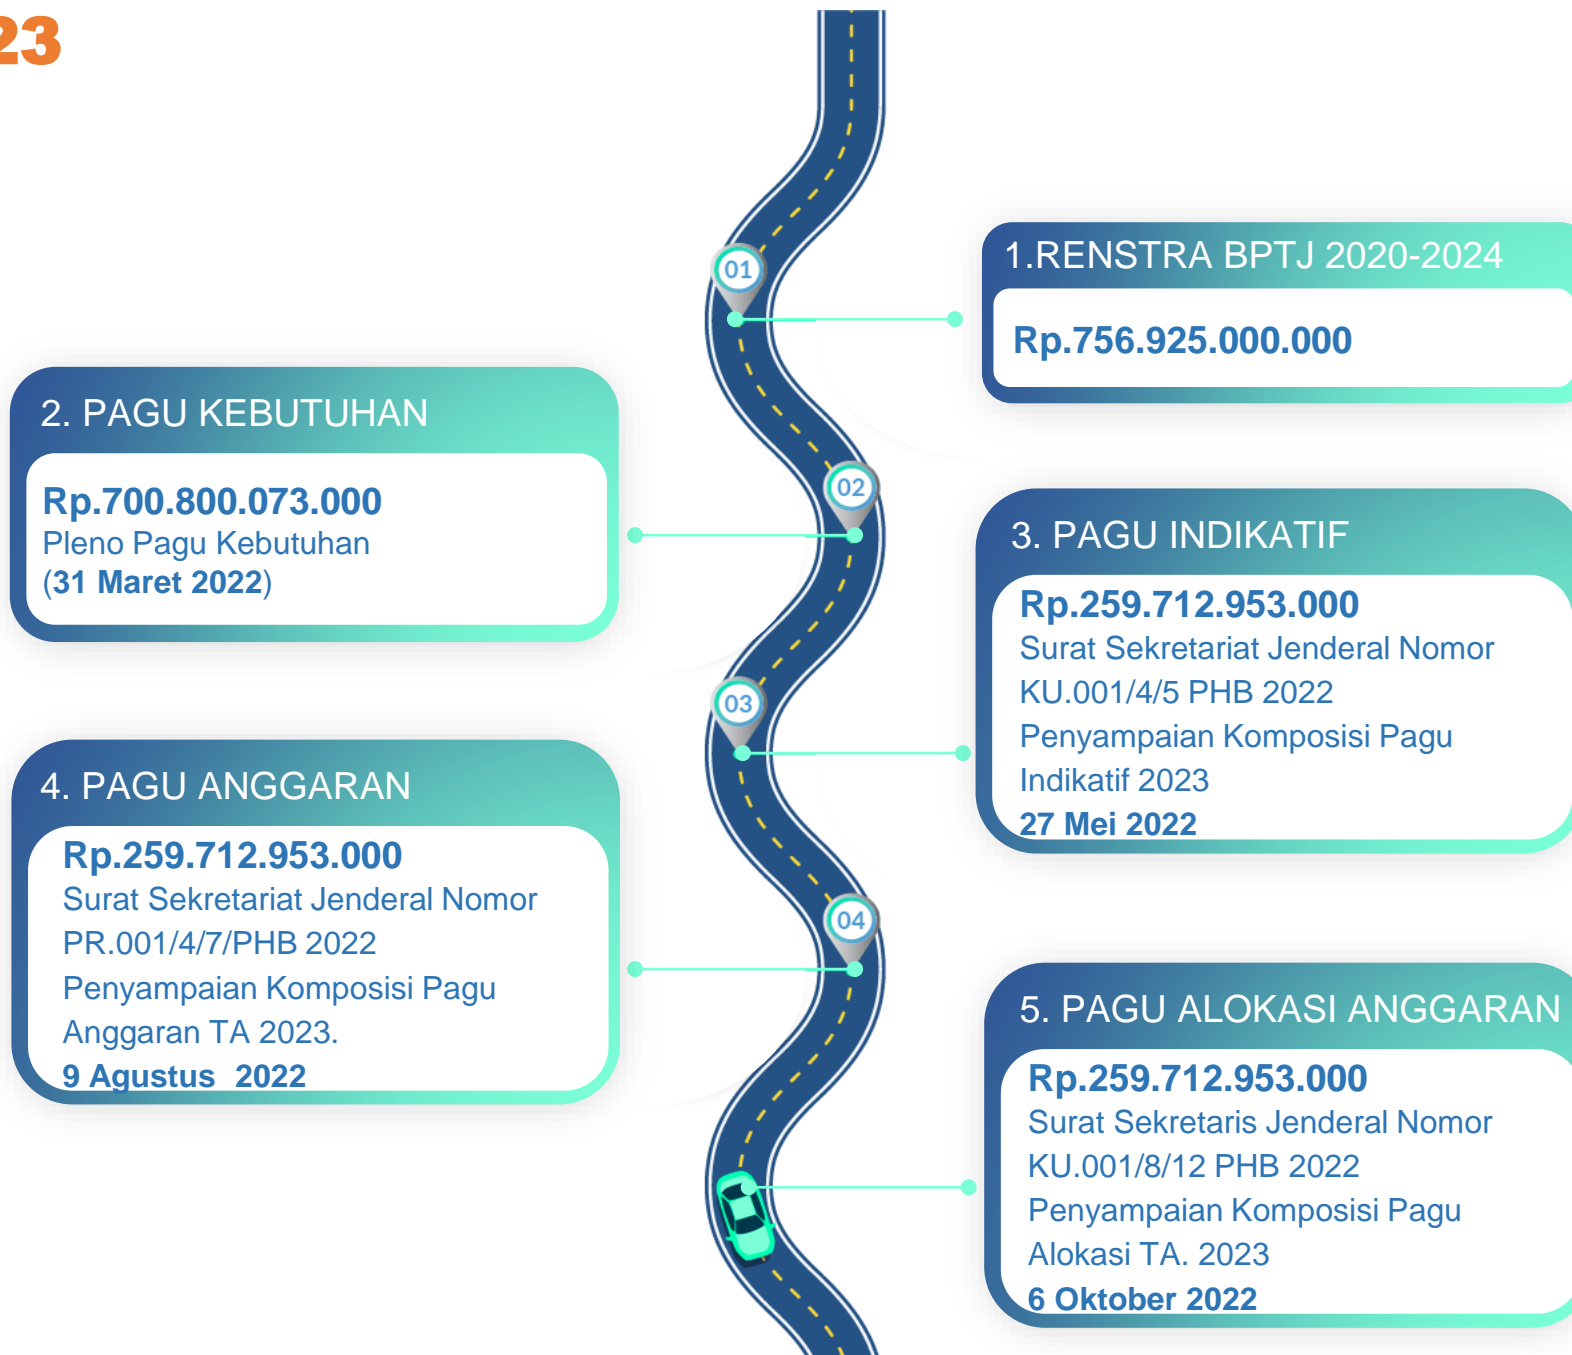 23
01
1.RENSTRA BPTJ 2020-2024
Rp.756.925.000.000
2. PAGU KEBUTUHAN
Rp.700.800.073.000
Pleno Pagu Kebutuhan
(31 Maret 2022)
02
3. PAGU INDIKATIF
Rp.259.712.953.000
Surat Sekretariat Jenderal Nomor
KU.001/4/5 PHB 2022
Penyampaian Komposisi Pagu
Indikatif 2023
27 Mei 2022
03
4. PAGU ANGGARAN
Rp.259.712.953.000
Surat Sekretariat Jenderal Nomor
PR.001/4/7/PHB 2022
Penyampaian Komposisi Pagu
Anggaran TA 2023.
9 Agustus 2022
04
5. PAGU ALOKASI ANGGARAN
Rp.259.712.953.000
Surat Sekretaris Jenderal Nomor
KU.001/8/12 PHB 2022
Penyampaian Komposisi Pagu
Alokasi TA. 2023
6 Oktober 2022